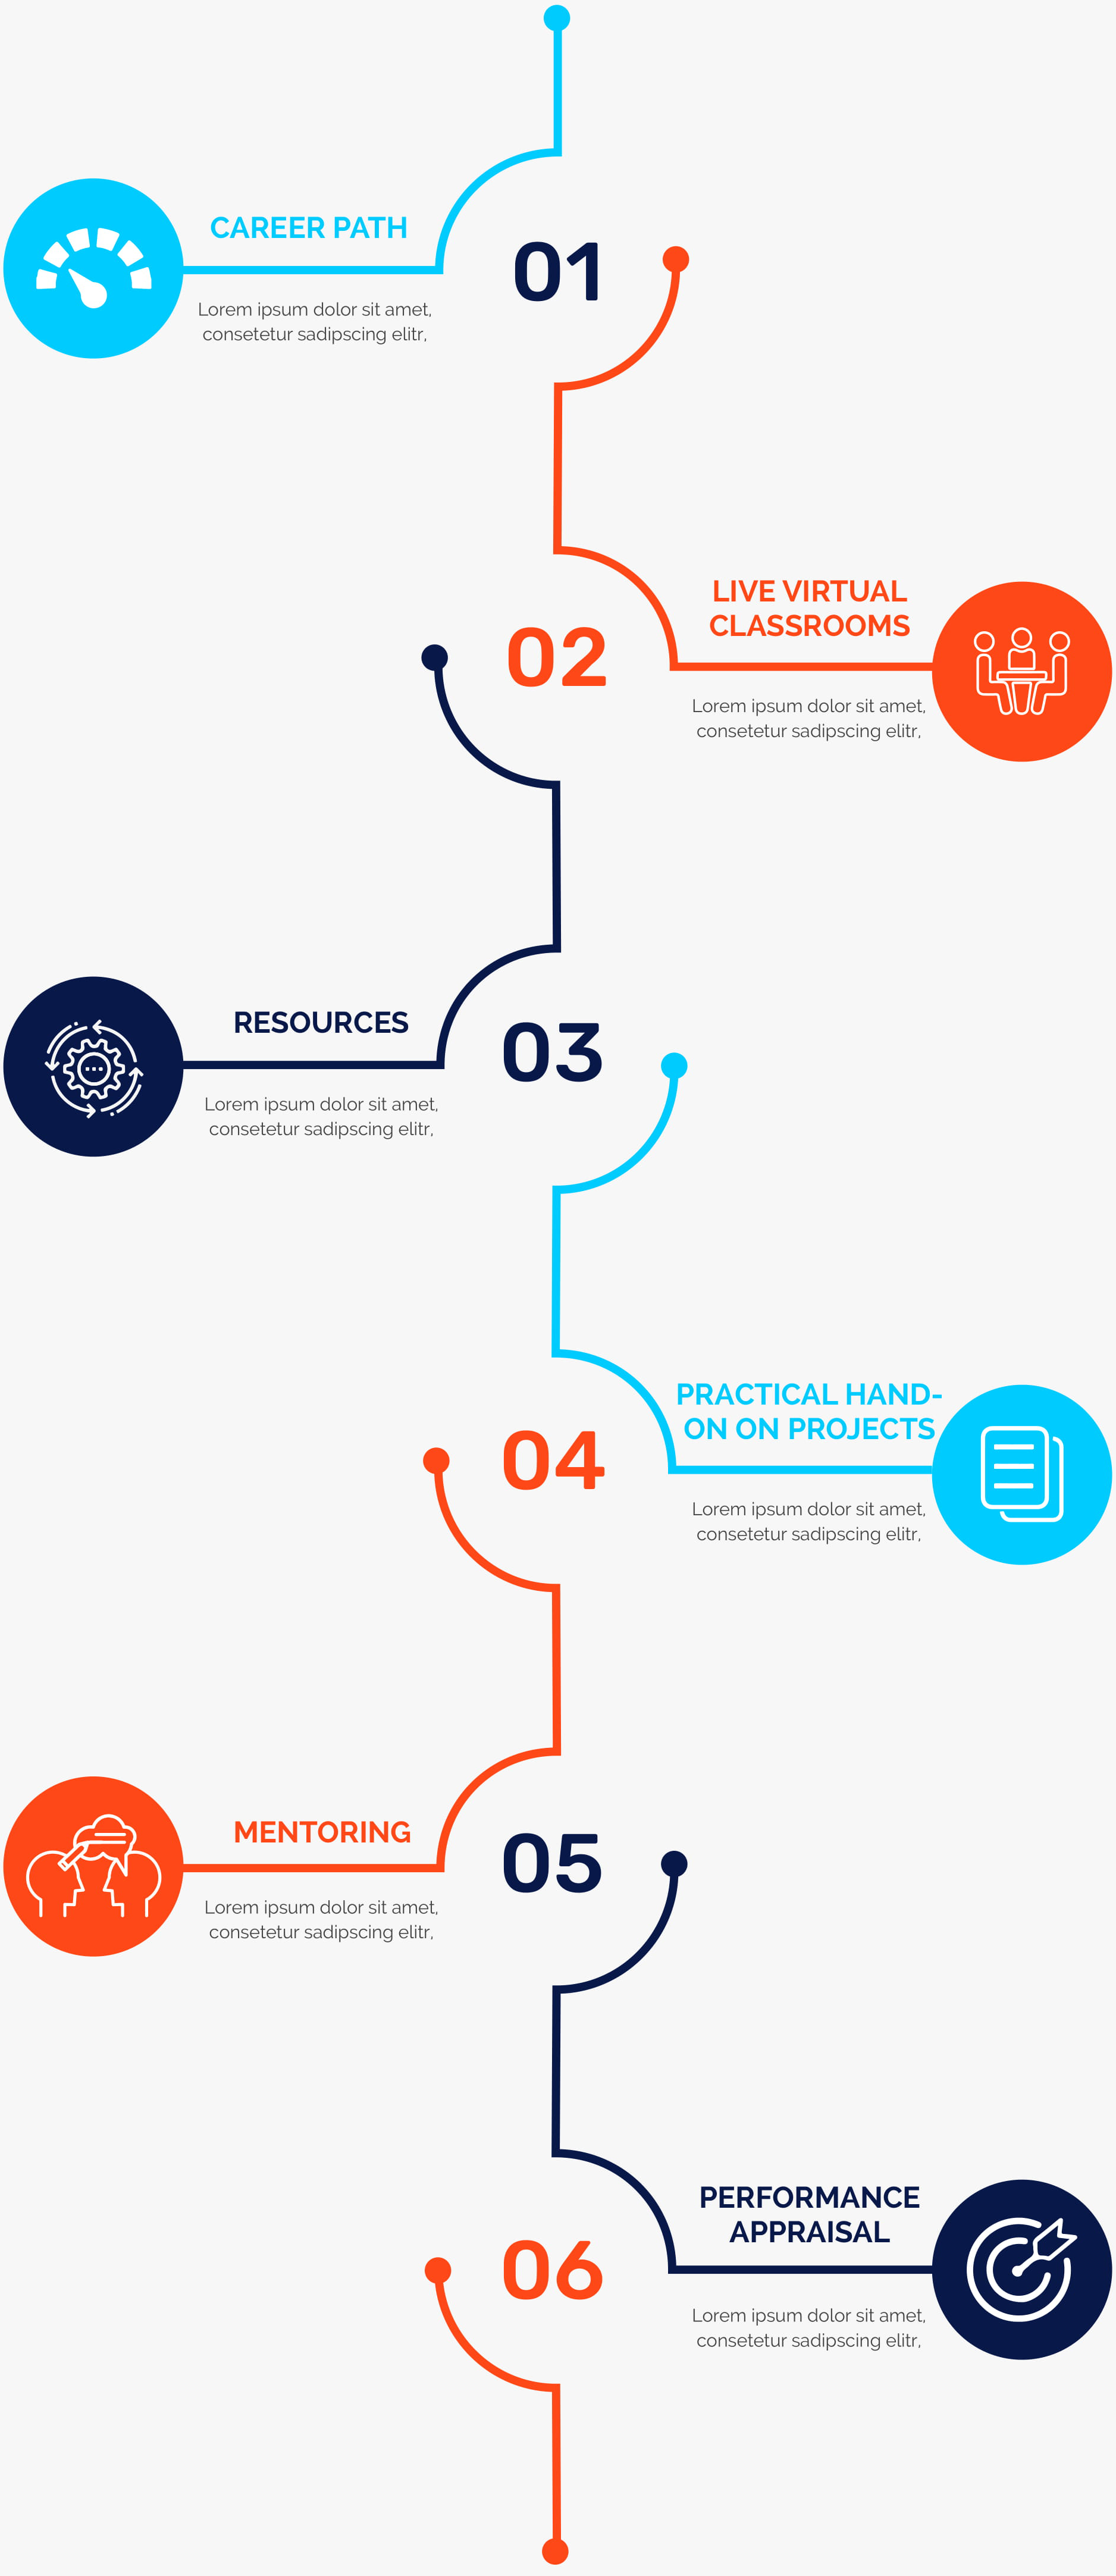 CAREER PATH
01
Lorem ipsum dolor sit amet,
consetetur sadipscing elitr,
LIVE VIRTUAL
CLASSROOMS
02
Lorem ipsum dolor sit amet,
consetetur sadipscing elitr,
RESOURCES
03
Lorem ipsum dolor sit amet,
consetetur sadipscing elitr,
PRACTICAL HAND-
ON ON PROJECTS
04
Lorem ipsum dolor sit amet,
consetetur sadipscing elitr,
MENTORING
05
Lorem ipsum dolor sit amet,
consetetur sadipscing elitr,
PERFORMANCE
APPRAISAL
06
Lorem ipsum dolor sit amet,
consetetur sadipscing elitr,